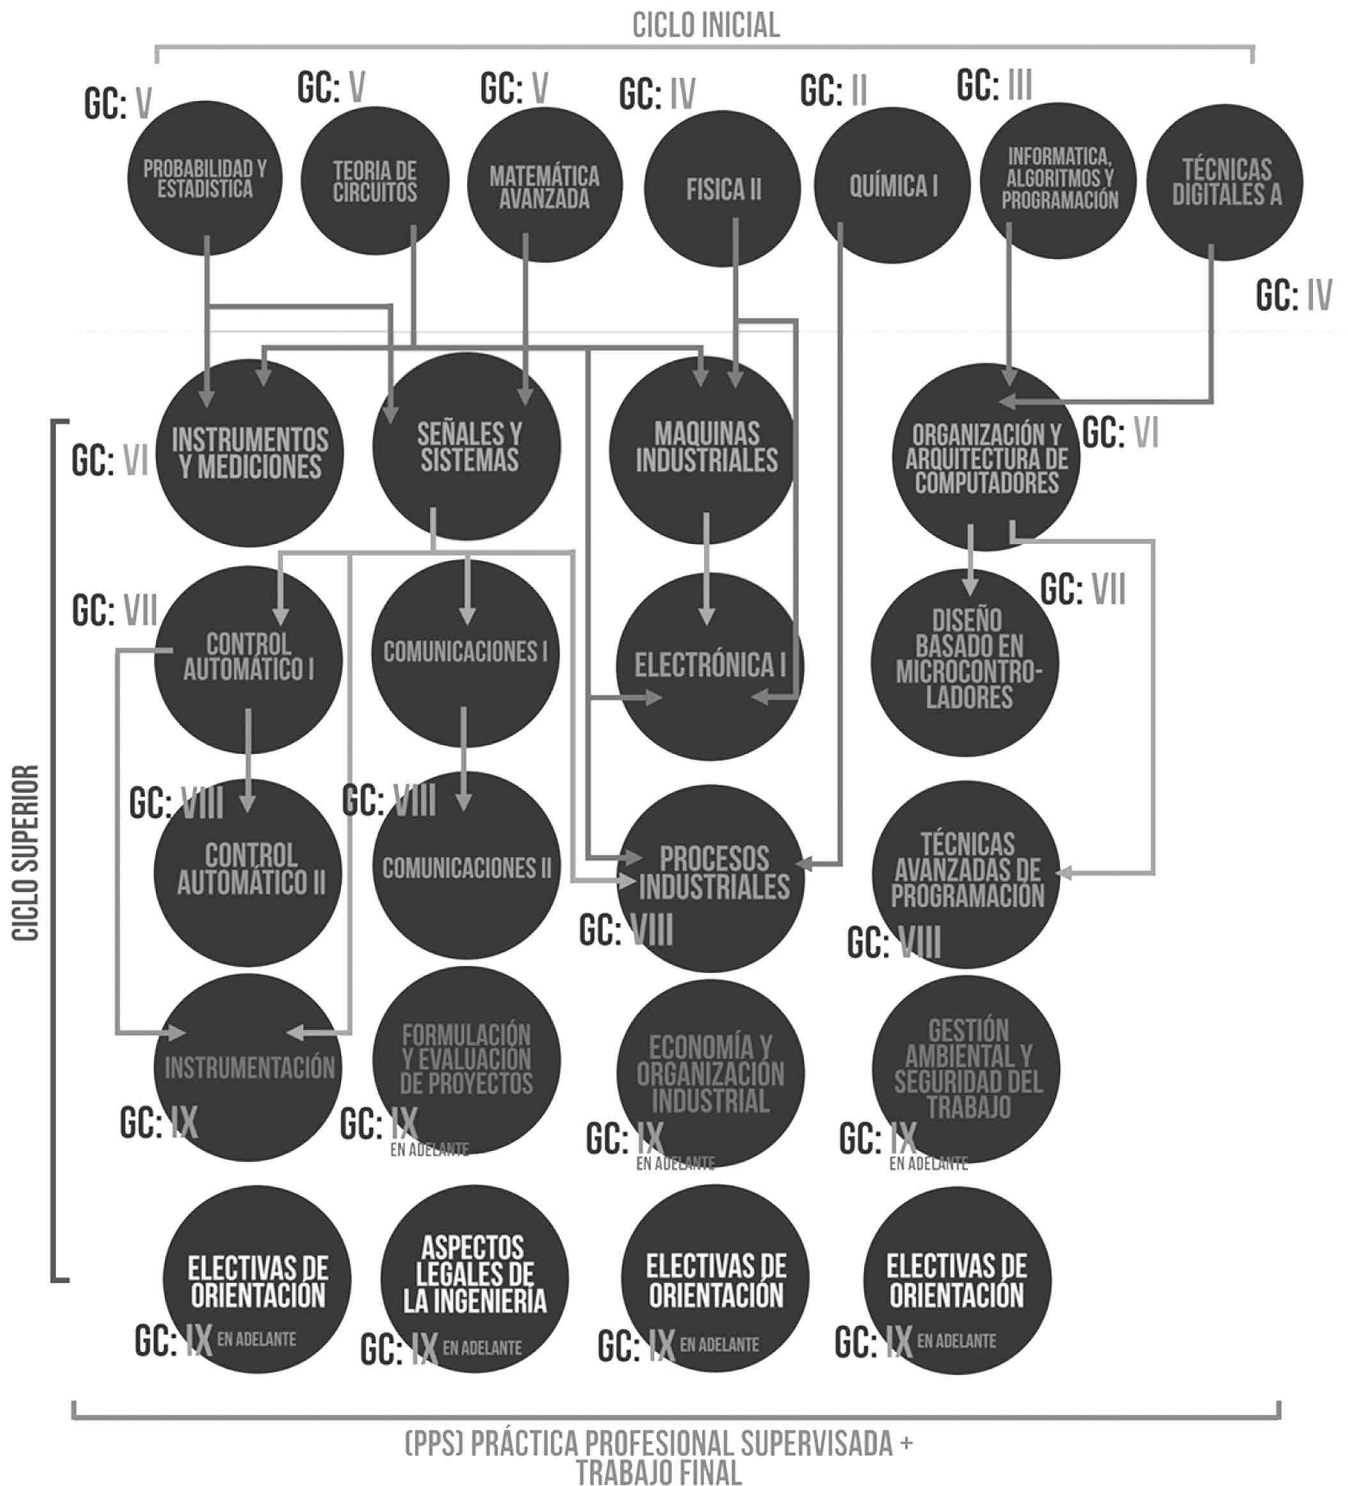 CICLO INICIAL
GC: V
GC: V
GC: V
GC: IV
GC: II
GC: III
PROBABILIDAD Y
ESTADISTICA
TEORIA DE
CIRCUITOS
MATEMÁTICA
AVANZADA
FISICA II
QUÍMICA I
INFORMATICA,
ALGORITMOS Y
PROGRAMACIÓN
TÉCNICAS
DIGITALES A
GC: IV
CICLO SUPERIOR
GC: VI
INSTRUMENTOS
Y MEDICIONES
SEÑALES Y
SISTEMAS
MAQUINAS
INDUSTRIALES
ORGANIZACIÓN Y
ARQUITECTURA DE
COMPUTADORES
GC: VI
GC: VII
CONTROL
AUTOMÁTICO I
COMUNICACIONES I
ELECTRÓNICA I
DISEÑO
BASADO EN
MICROCONTRO-
LADORES
GC: VII
GC: VIII
CONTROL
AUTOMÁTICO II
GC: VIII
COMUNICACIONES II
PROCESOS
INDUSTRIALES
GC: VIII
TÉCNICAS
AVANZADAS DE
PROGRAMACIÓN
GC: VIII
INSTRUMENTACIÓN
GC: IX
FORMULACIÓN
Y EVALUACIÓN
DE PROYECTOS
GC: IX
EN ADELANTE
ECONOMÍA Y
ORGANIZACIÓN
INDUSTRIAL
GC: IX
EN ADELANTE
GESTIÓN
AMBIENTAL Y
SEGURIDAD DEL
TRABAJO
GC: IX
EN ADELANTE
ELECTIVAS DE
ORIENTACIÓN
GC: IX EN ADELANTE
ASPECTOS
LEGALES DE
LA INGENIERÍA
GC: IX EN ADELANTE
ELECTIVAS DE
ORIENTACIÓN
GC: IX EN ADELANTE
ELECTIVAS DE
ORIENTACIÓN
GC: IX EN ADELANTE
(PPS) PRÁCTICA PROFESIONAL SUPERVISADA +
TRABAJO FINAL